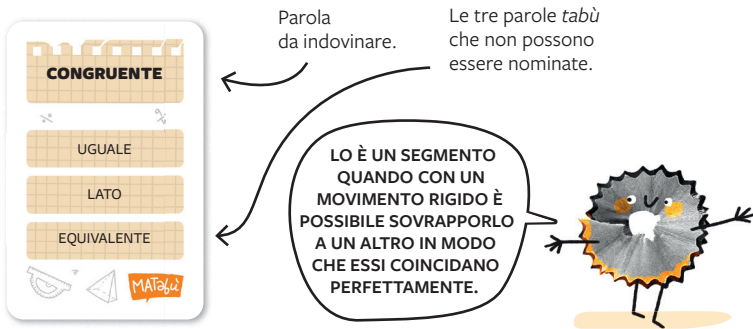 Parola
da indovinare.
Le tre parole tabù
che non possono
essere nominate.
CONGRUENTE
UGUALE
LATO
EQUIVALENTE
MATabù
LO È UN SEGMENTO
QUANDO CON UN
MOVIMENTO RIGIDO È
POSSIBILE SOVRAPPORLO
A UN ALTRO IN MODO
CHE ESSI COINCIDANO
PERFETTAMENTE.